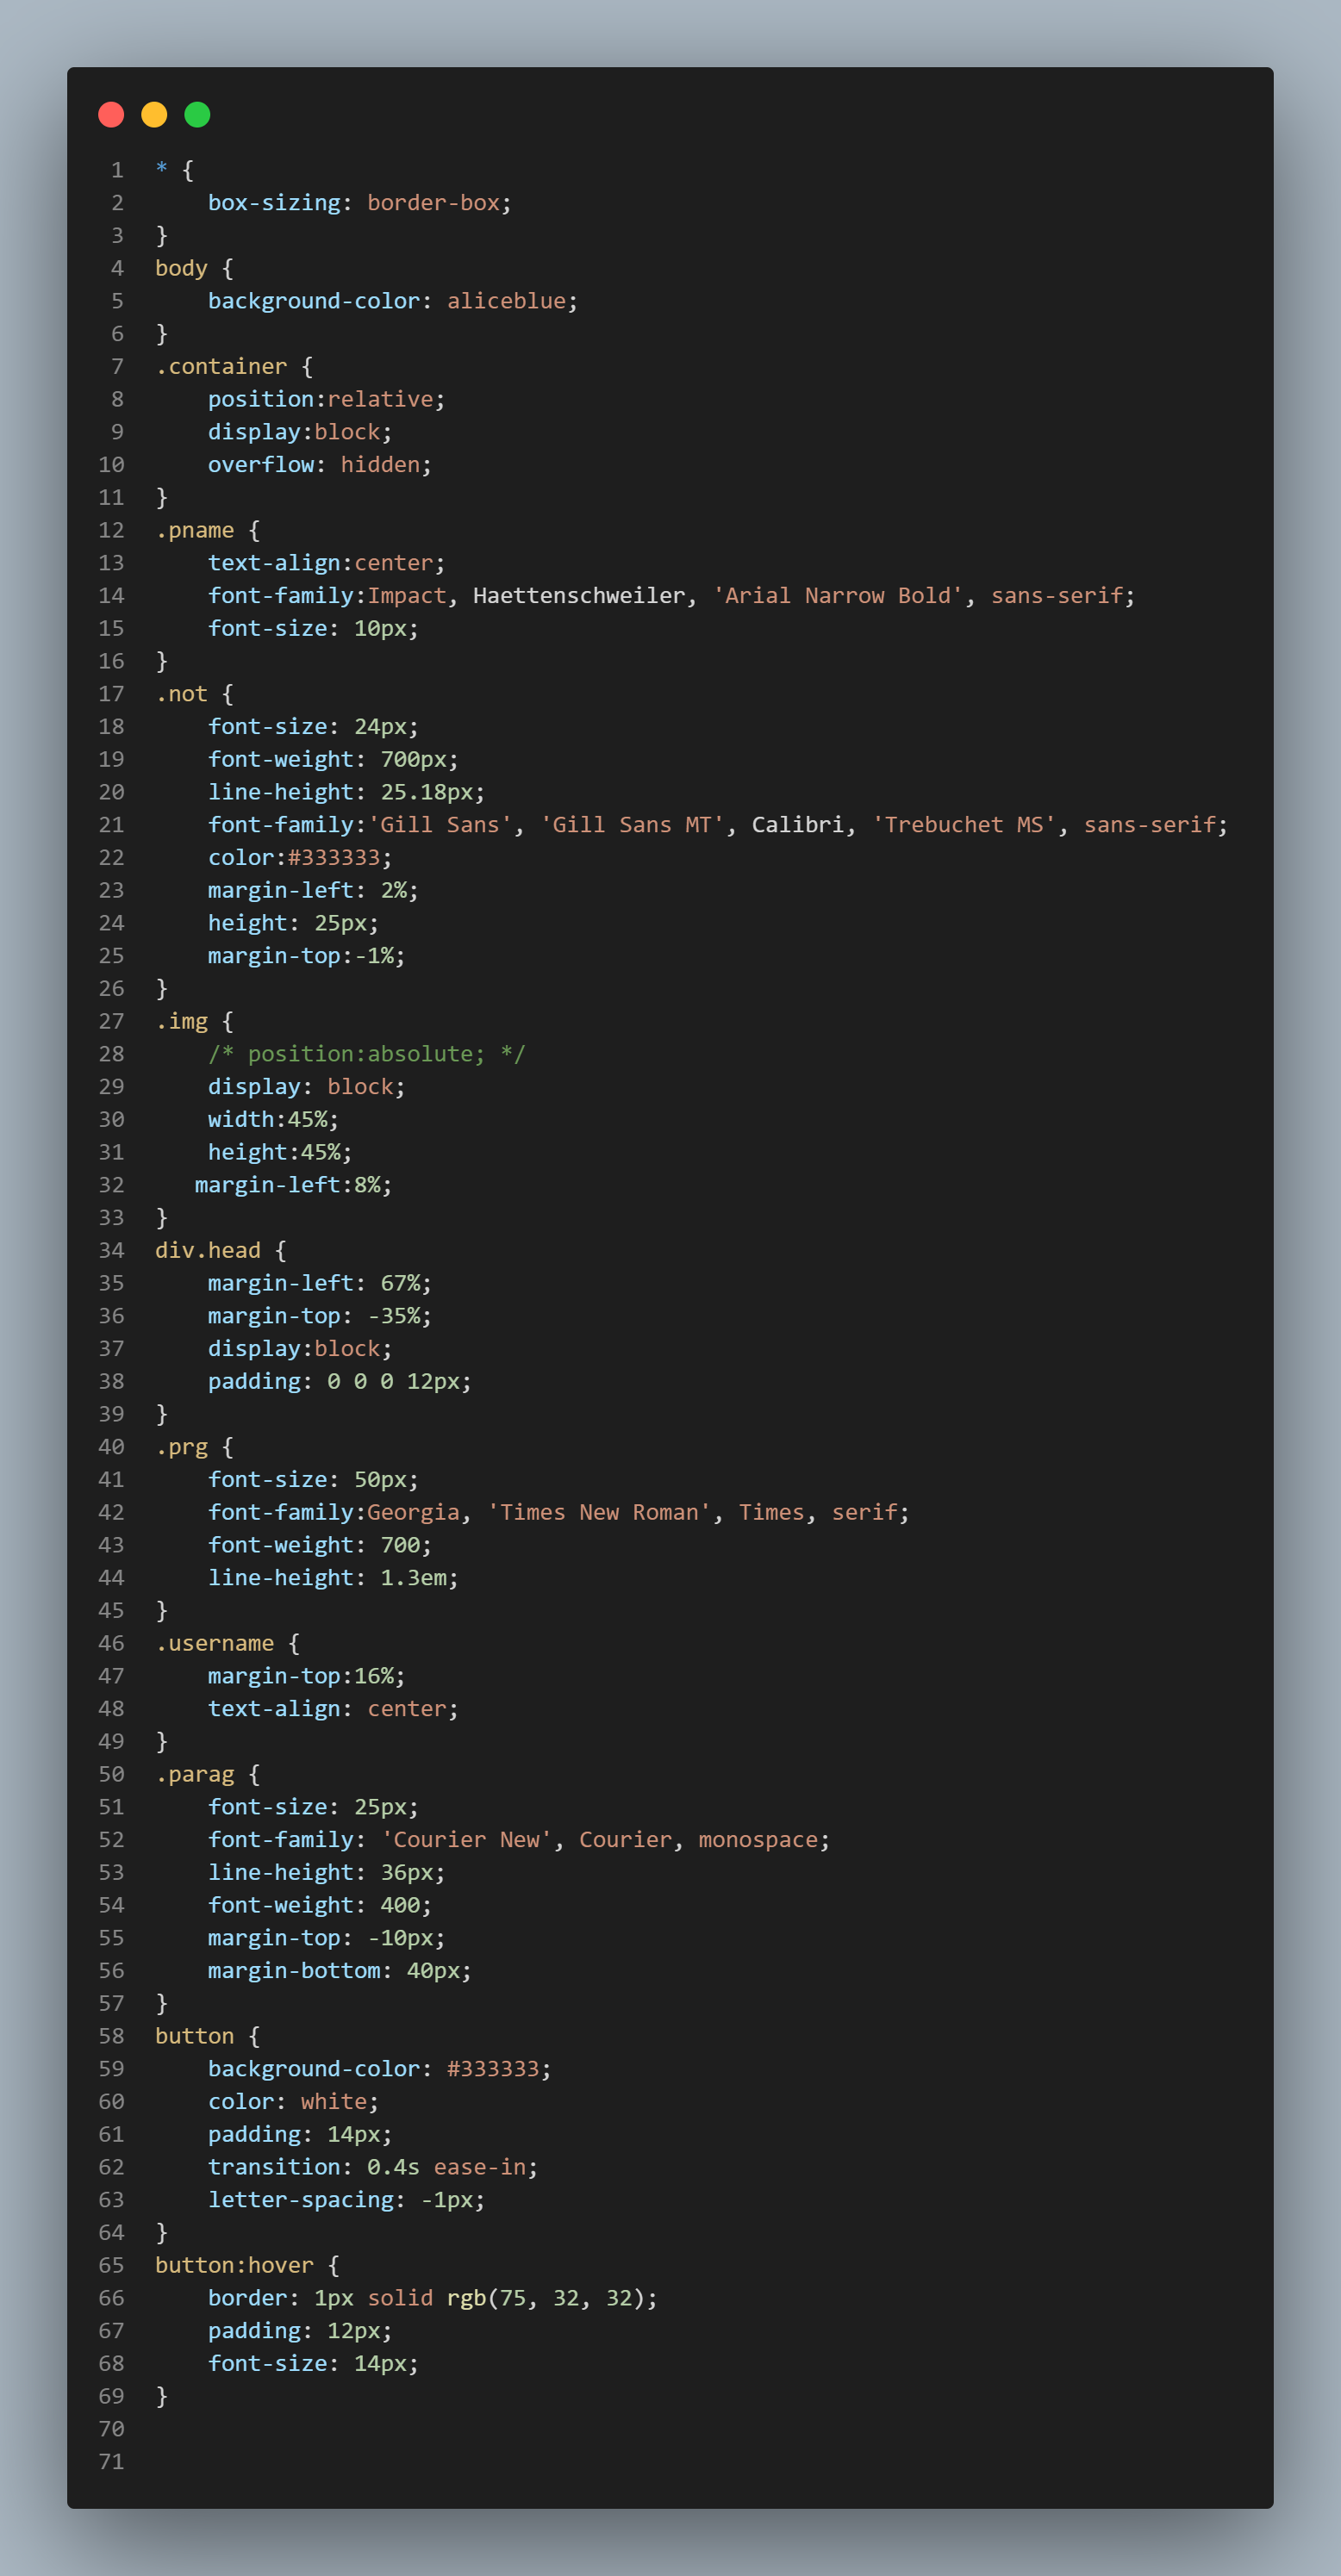 1 * {
2     box-sizing: border-box;
3 }
4 body {
5     background-color: aliceblue;
6 }
7 .container {
8     position:relative;
9     display:block;
10     overflow: hidden;
11 }
12 .pname {
13     text-align:center;
14     font-family:Impact, Haettenschweiler, 'Arial Narrow Bold', sans-serif;
15     font-size: 10px;
16 }
17 .not {
18     font-size: 24px;
19     font-weight: 700px;
20     line-height: 25.18px;
21     font-family:'Gill Sans', 'Gill Sans MT', Calibri, 'Trebuchet MS', sans-serif;
22     color:#333333;
23     margin-left: 2%;
24     height: 25px;
25     margin-top:-1%;
26 }
27 .img {
28     /* position:absolute; */
29     display: block;
30     width:45%;
31     height:45%;
32    margin-left:8%;
33 }
34 div.head {
35     margin-left: 67%;
36     margin-top: -35%;
37     display:block;
38     padding: 0 0 0 12px;
39 }
40 .prg {
41     font-size: 50px;
42     font-family:Georgia, 'Times New Roman', Times, serif;
43     font-weight: 700;
44     line-height: 1.3em;
45 }
46 .username {
47     margin-top:16%;
48     text-align: center;
49 }
50 .parag {
51     font-size: 25px;
52     font-family: 'Courier New', Courier, monospace;
53     line-height: 36px;
54     font-weight: 400;
55     margin-top: -10px;
56     margin-bottom: 40px;
57 }
58 button {
59     background-color: #333333;
60     color: white;
61     padding: 14px;
62     transition: 0.4s ease-in;
63     letter-spacing: -1px;
64 }
65 button:hover {
66     border: 1px solid rgb(75, 32, 32);
67     padding: 12px;
68     font-size: 14px;
69 }
70
71